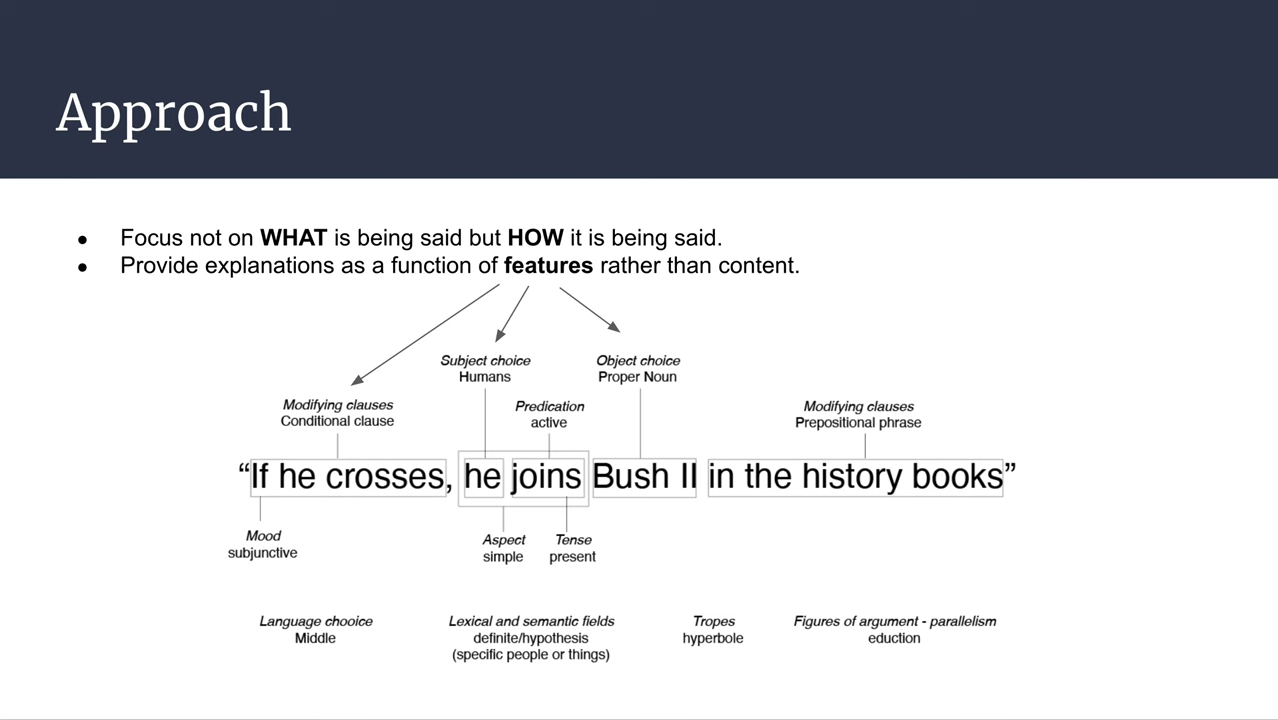 Approach
● Focus not on WHAT is being said but HOW it is being said.
● Provide explanations as a function of features rather than content.
Subject choice
Humans
Object choice
Proper Noun
Modifying clauses
Conditional clause
Predication
active
Modifying clauses
Prepositional phrase
“If he crosses, he joins Bush II in the history books”
Mood
subjunctive
Aspect
simple
Tense
present
Language chooice
Middle
Lexical and semantic fields
definite/hypothesis
(specific people or things)
Tropes
hyperbole
Figures of argument - parallelism
eduction